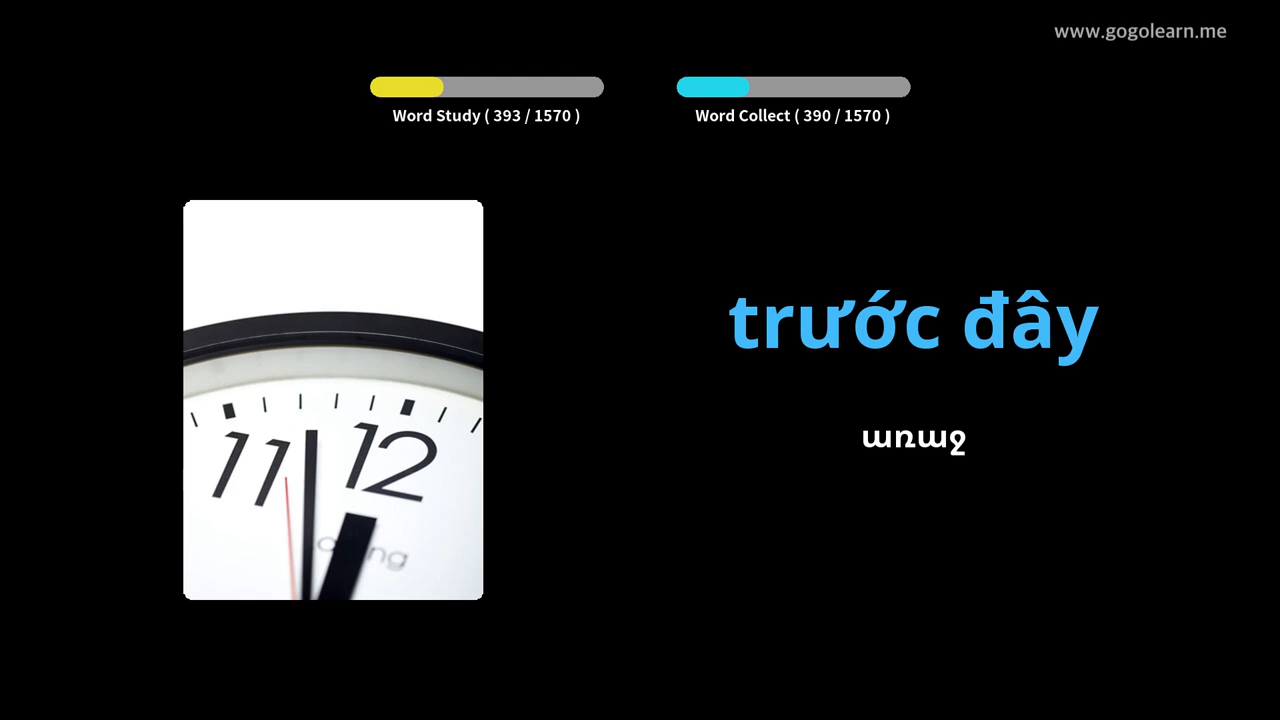 www.gogolearn.me
Word Study ( 393 / 1570 )
Word Collect ( 390 / 1570 )
11 12
trước đây
առաջ